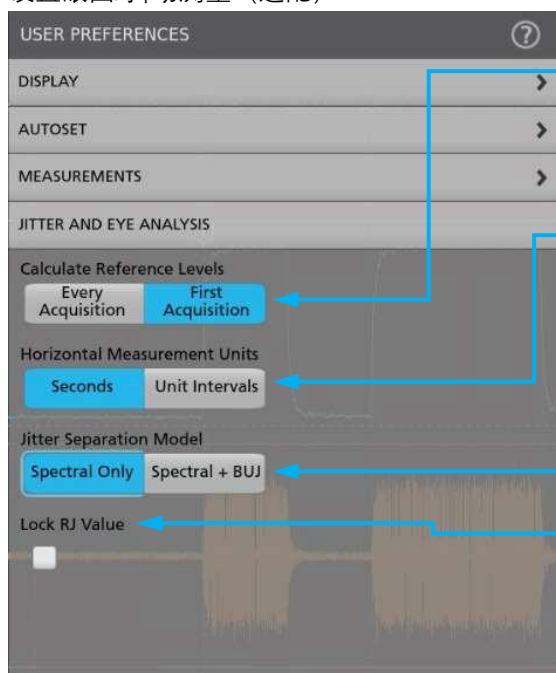 USER PREFERENCES
DISPLAY
AUTOSET
MEASUREMENTS
JITTER AND EYE ANALYSIS
Calculate Reference Levels
Every
Acquisition
First
Acquisition
Horizontal Measurement Units
Seconds
Unit Intervals
Jitter Separation Model
Spectral Only
Spectral + BUJ
Lock RJ Value